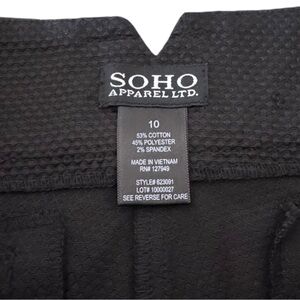 SOHO
APPAREL LTD.
10
53% COTTON
45% POLYESTER
2% SPANDEX
MADE IN VIETNAM
RN# 127949
STYLE# 623091
LOT# 10000027
SEE REVERSE FOR CARE